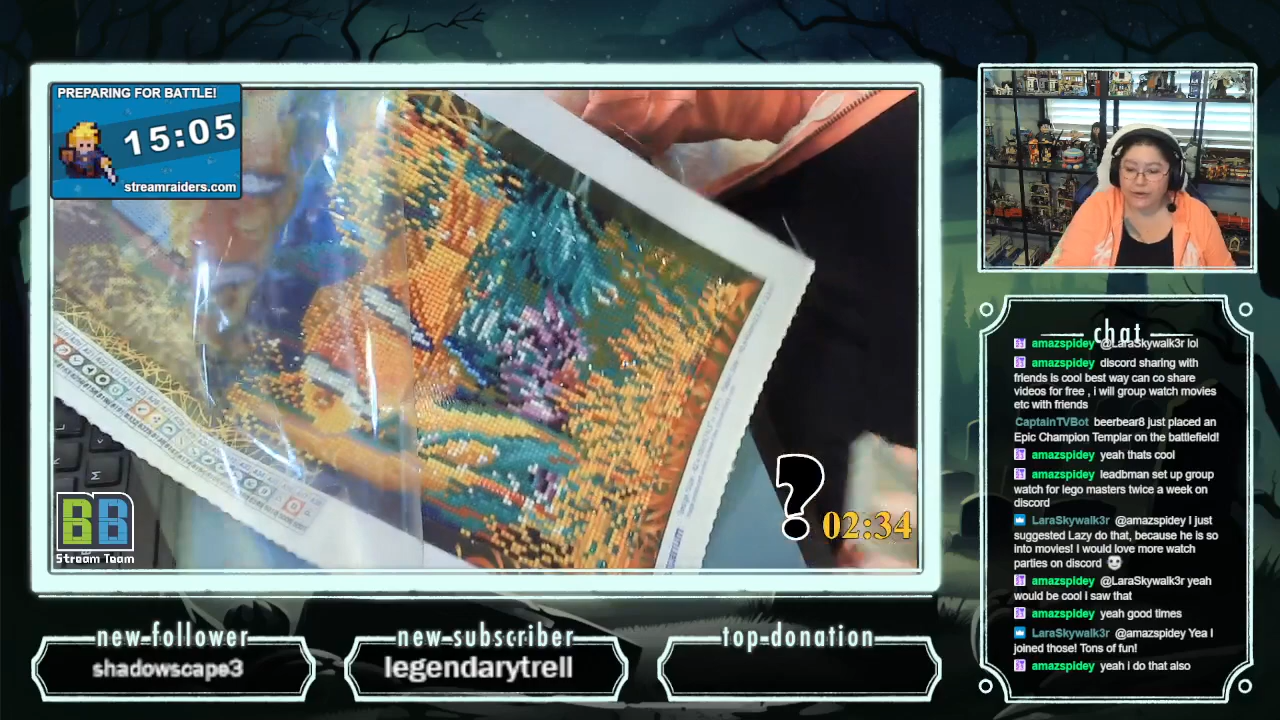 PREPARING FOR BATTLE!
15:05
streamraiders.com
BB
Stream Team
?
02:34
chat
amazspidey @LaraSkywalk3r lol
amazspidey discord sharing with
friends is cool best way can co share
videos for free , i will group watch movies
etc with friends
CaptainTVBot beerbear8 just placed an
Epic Champion Templar on the battlefield!
amazspidey yeah thats cool
amazspidey leadbman set up group
watch for lego masters twice a week on
discord
LaraSkywalk3r @amazspidey I just
suggested Lazy do that, because he is so
into movies! I would love more watch
parties on discord
amazspidey @LaraSkywalk3r yeah
would be cool I saw that
amazspidey yeah good times
LaraSkywalk3r @amazspidey Yea I
joined those! Tons of fun!
amazspidey yeah i do that also
new follower
shadowscape3
new subscriber
legendarytrell
top donation